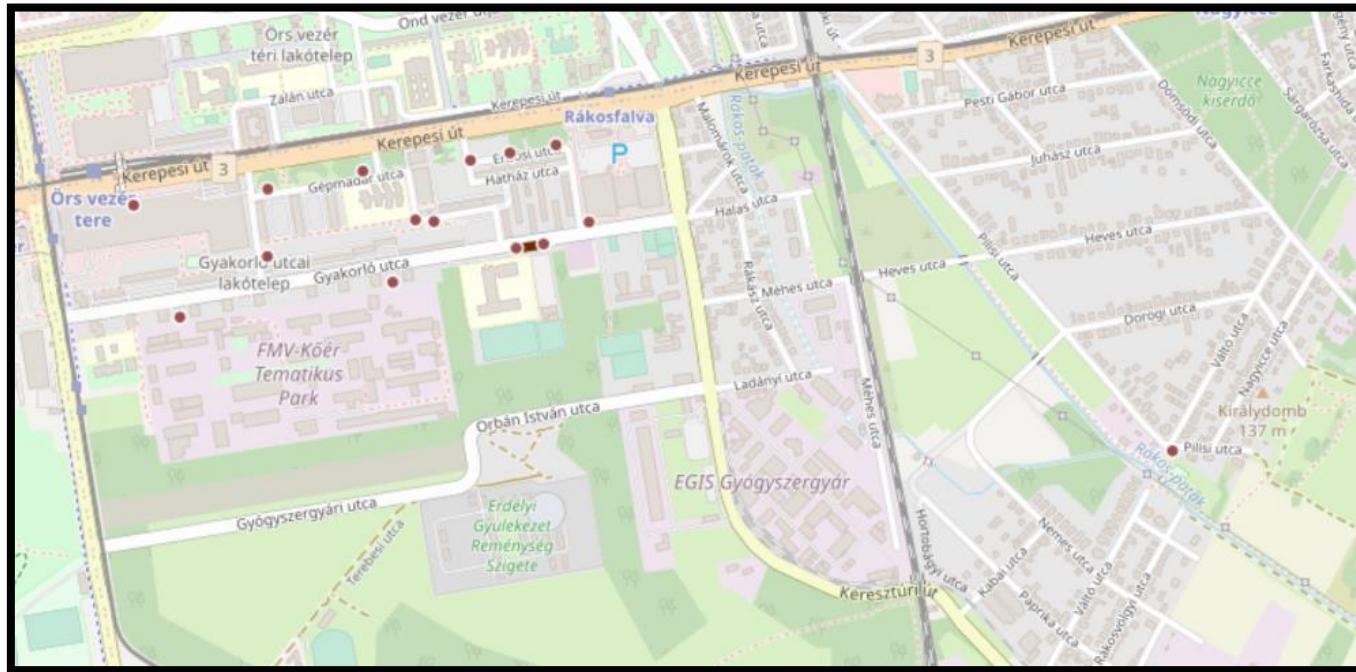 Ond vezér
Örs vezér
téri lakótelep
Zalán utca
Kerepesi út
Kerepesi út
Kerepesi út
Kerepesi út
Kerepesi út
3
3
Nagyicce
Rákosfalva
P
Örs vezér
tere
Gépmadár utca
Hatház utca
Gyakorló utcai
lakótelep
Gyakorló utca
FMV-Kőér
Tematikus
Park
Malomárok utca
Rákos-patak
Halas utca
Rákász utca
Méhes utca
Méhes utca
Ladányi utca
Orbán István utca
Gyógyszergyári utca
Terebesi utca
Erdélyi
Gyulekezet
Reménység
Szigete
EGIS Gyógyszergyár
Keresztúri út
Pesti Gábor utca
Juhász utca
Dömsödi utca
Nagyicce
kiserdő
Sárgarózsa utca
Heves utca
Heves utca
Pilisi utca
Dorogi utca
Váltó utca
Nagyicce utca
Királydomb
137 m
Pilisi utca
Rákos-patak
Hortobágyi utca
Kabai utca
Nemes utca
Paprika utca
Váltó utca
Rákosvölgyi utca